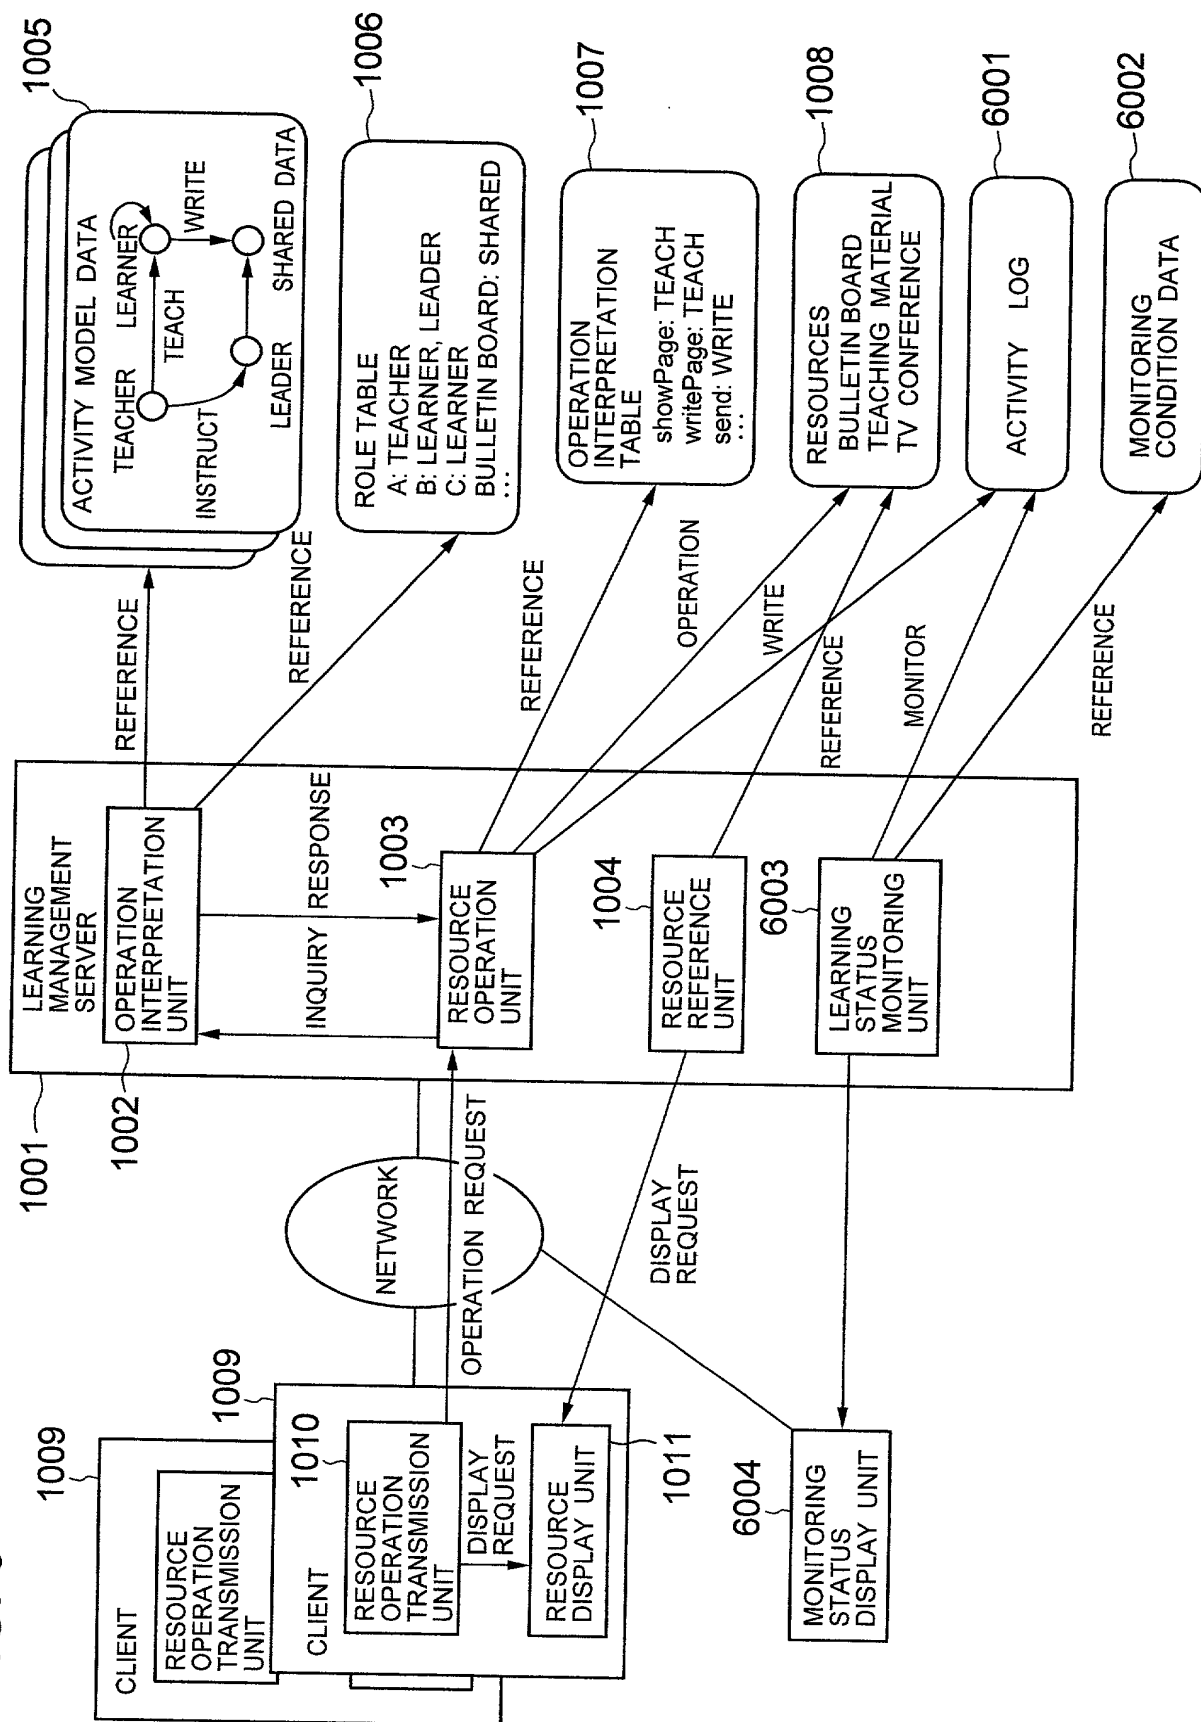 1009
CLIENT
RESOURCE
OPERATION
TRANSMISSION
UNIT
1009
CLIENT
1010
RESOURCE
OPERATION
TRANSMISSION
UNIT
DISPLAY
REQUEST
RESOURCE
DISPLAY UNIT
1011
MONITORING
STATUS
DISPLAY UNIT
6004
NETWORK
OPERATION REQUEST
DISPLAY
REQUEST
1001
LEARNING
MANAGEMENT
SERVER
1002
OPERATION
INTERPRETATION
UNIT
INQUIRY
RESPONSE
1003
RESOURCE
OPERATION
UNIT
1004
RESOURCE
REFERENCE
UNIT
6003
LEARNING
STATUS
MONITORING
UNIT
REFERENCE
REFERENCE
REFERENCE
OPERATION
WRITE
REFERENCE
MONITOR
REFERENCE
1005
ACTIVITY MODEL DATA
TEACHER
LEARNER
TEACH
WRITE
INSTRUCT
LEADER
SHARED DATA
1006
ROLE TABLE
A: TEACHER
B: LEARNER, LEADER
C: LEARNER
BULLETIN BOARD: SHARED
...
1007
OPERATION
INTERPRETATION
TABLE
showPage: TEACH
writePage: TEACH
send: WRITE
...
1008
RESOURCES
BULLETIN BOARD
TEACHING MATERIAL
TV CONFERENCE
6001
ACTIVITY LOG
6002
MONITORING
CONDITION DATA